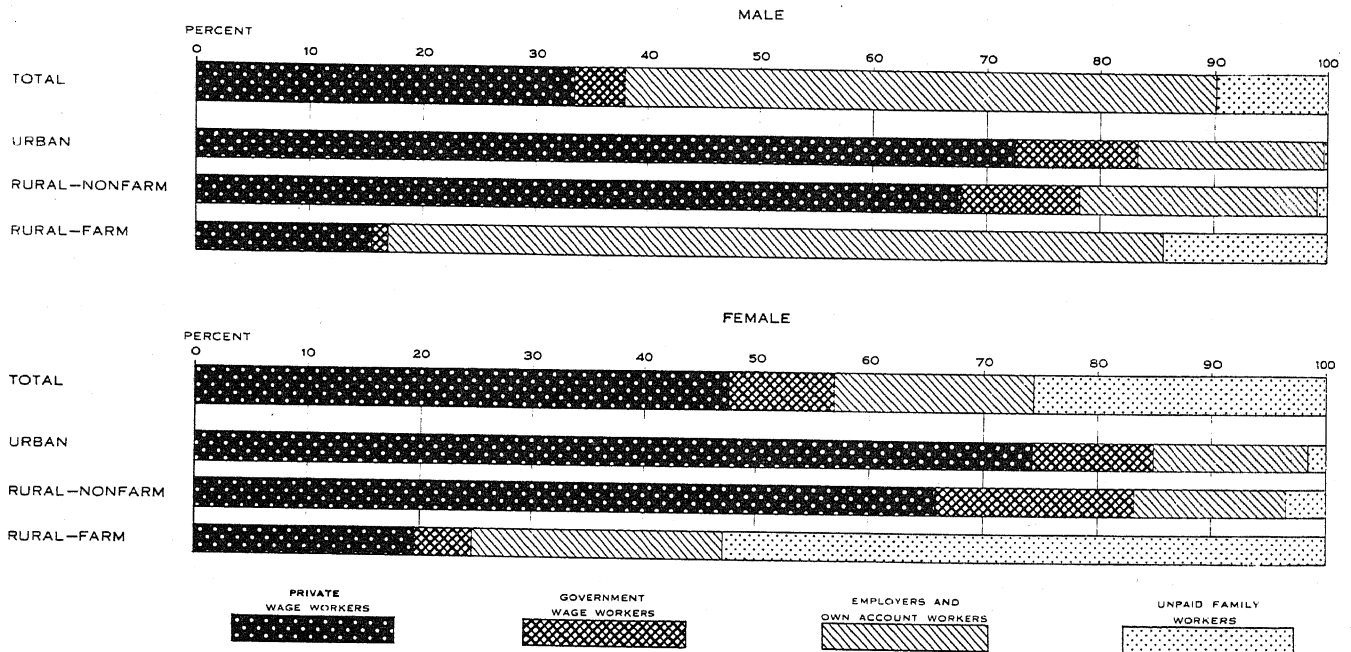 MALE
PERCENT
0 10 20 30 40 50 60 70 80 90 100
TOTAL
URBAN
RURAL—NONFARM
RURAL—FARM
FEMALE
PERCENT
0 10 20 30 40 50 60 70 80 90 100
TOTAL
URBAN
RURAL—NONFARM
RURAL—FARM
PRIVATE
WAGE WORKERS
GOVERNMENT
WAGE WORKERS
EMPLOYERS AND
OWN ACCOUNT WORKERS
UNPAID FAMILY
WORKERS